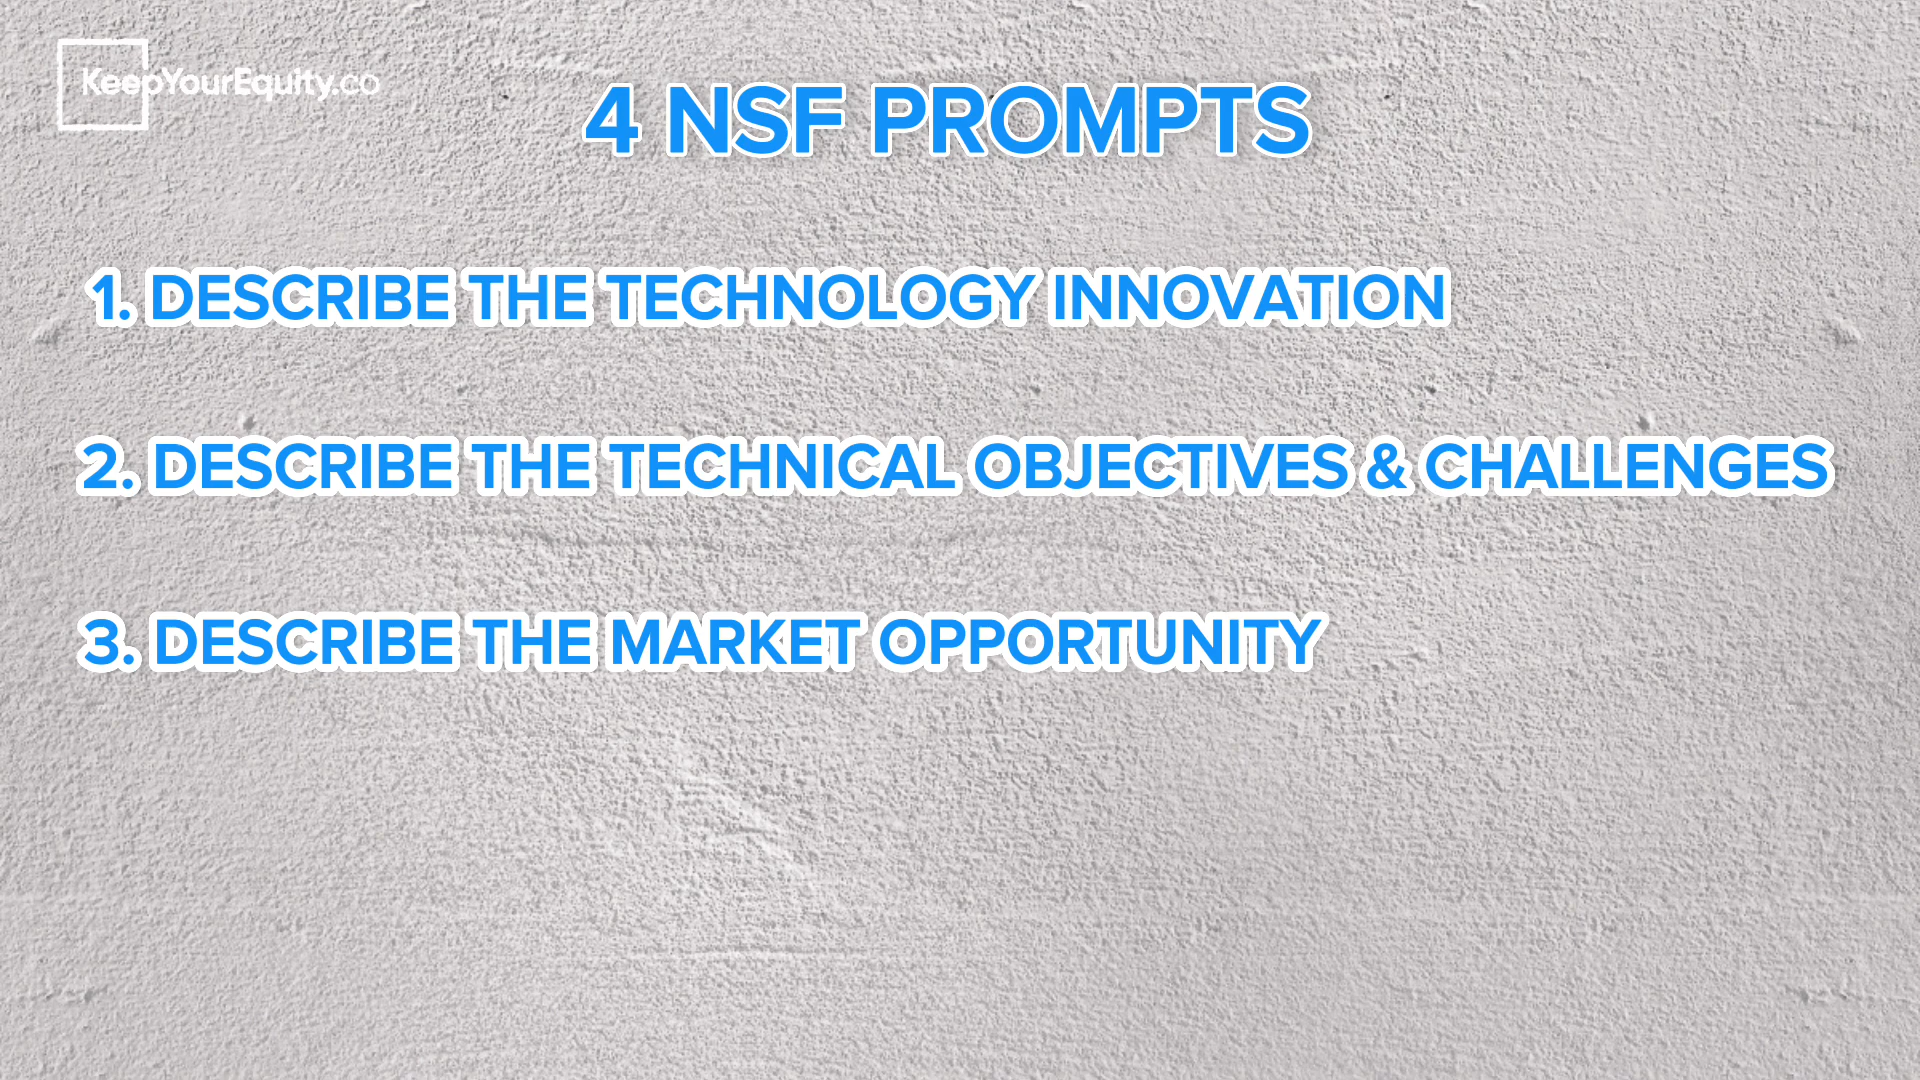 KeepYourEquity.co
4 NSF PROMPTS
1. DESCRIBE THE TECHNOLOGY INNOVATION
2. DESCRIBE THE TECHNICAL OBJECTIVES & CHALLENGES
3. DESCRIBE THE MARKET OPPORTUNITY